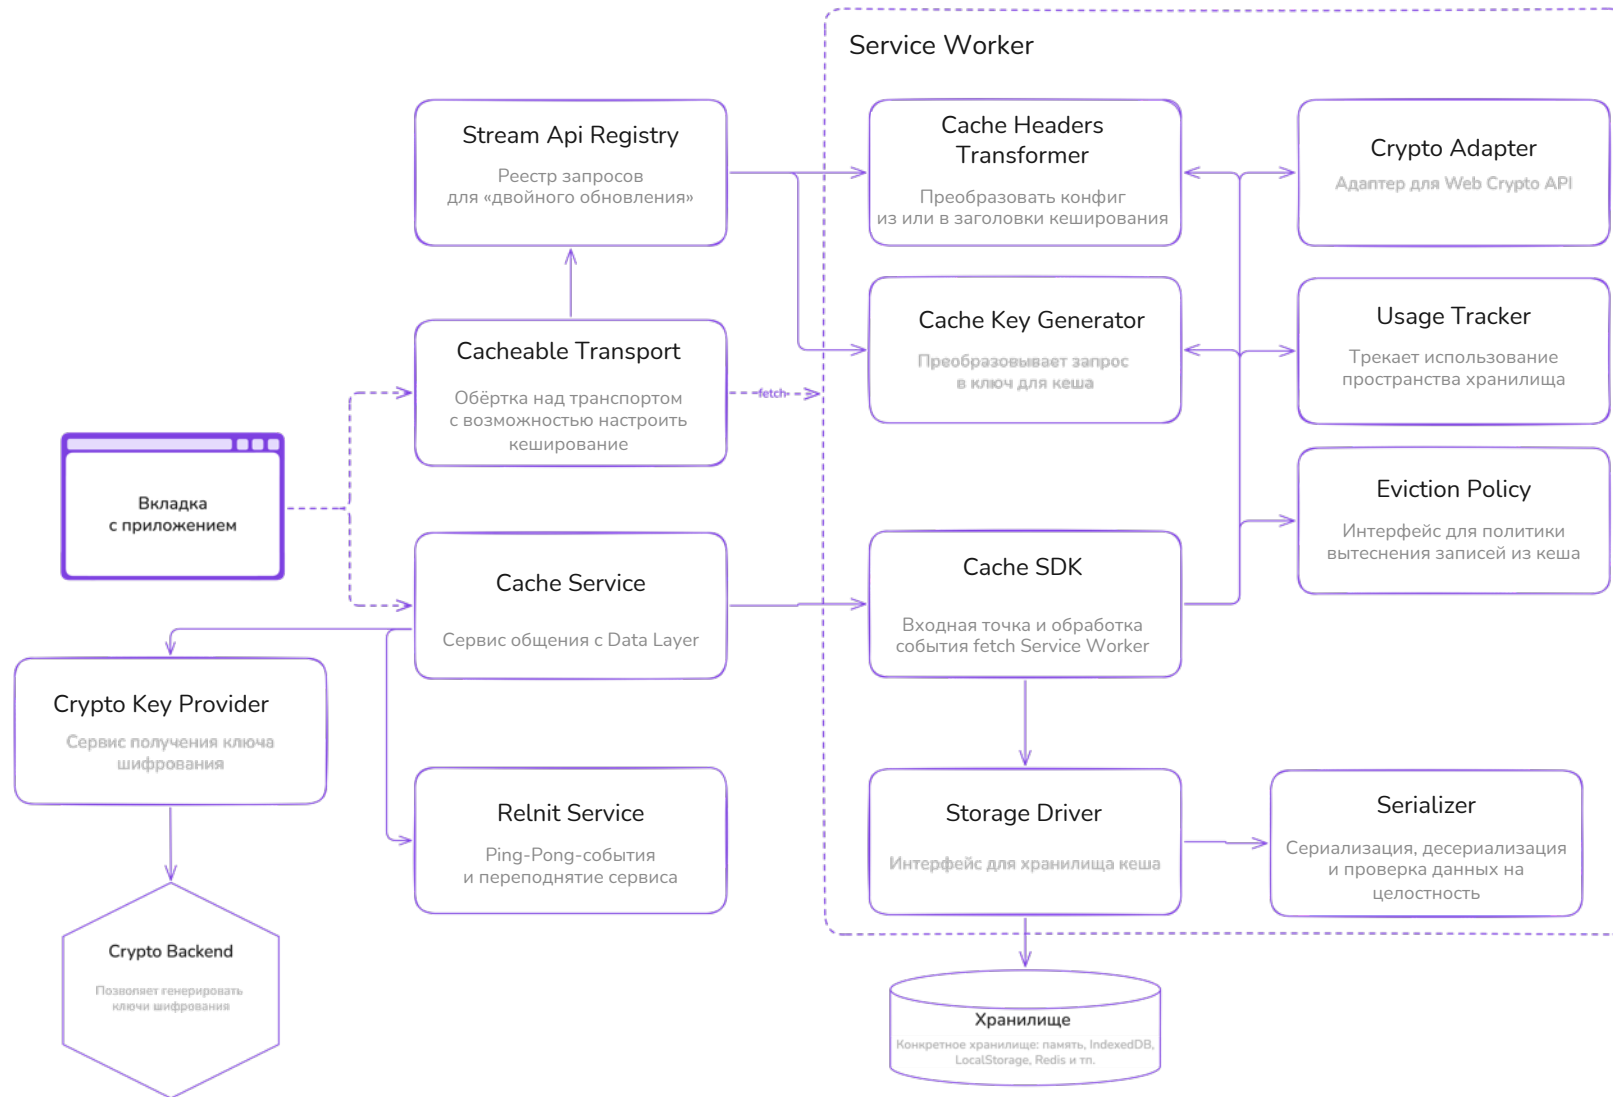 Service Worker
Stream Api Registry
Реестр запросов
для «двойного обновления»
Cache Headers
Transformer
Преобразовать конфиг
из или в заголовки кеширования
Crypto Adapter
Адаптер для Web Crypto API
Cacheable Transport
Обёртка над транспортом
с возможностью настроить
кеширование
fetch
Cache Key Generator
Преобразовывает запрос
в ключ для кеша
Usage Tracker
Трекает использование
пространства хранилища
Вкладка
с приложением
Eviction Policy
Интерфейс для политики
вытеснения записей из кеша
Cache Service
Сервис общения с Data Layer
Cache SDK
Входная точка и обработка
события fetch Service Worker
Crypto Key Provider
Сервис получения ключа
шифрования
ReInit Service
Ping-Pong-события
и переподнятие сервиса
Storage Driver
Интерфейс для хранилища кеша
Serializer
Сериализация, десериализация
и проверка данных на
целостность
Crypto Backend
Позволяет генерировать
ключи шифрования
Хранилище
Конкретное хранилище: память, IndexedDB,
LocalStorage, Redis и тп.